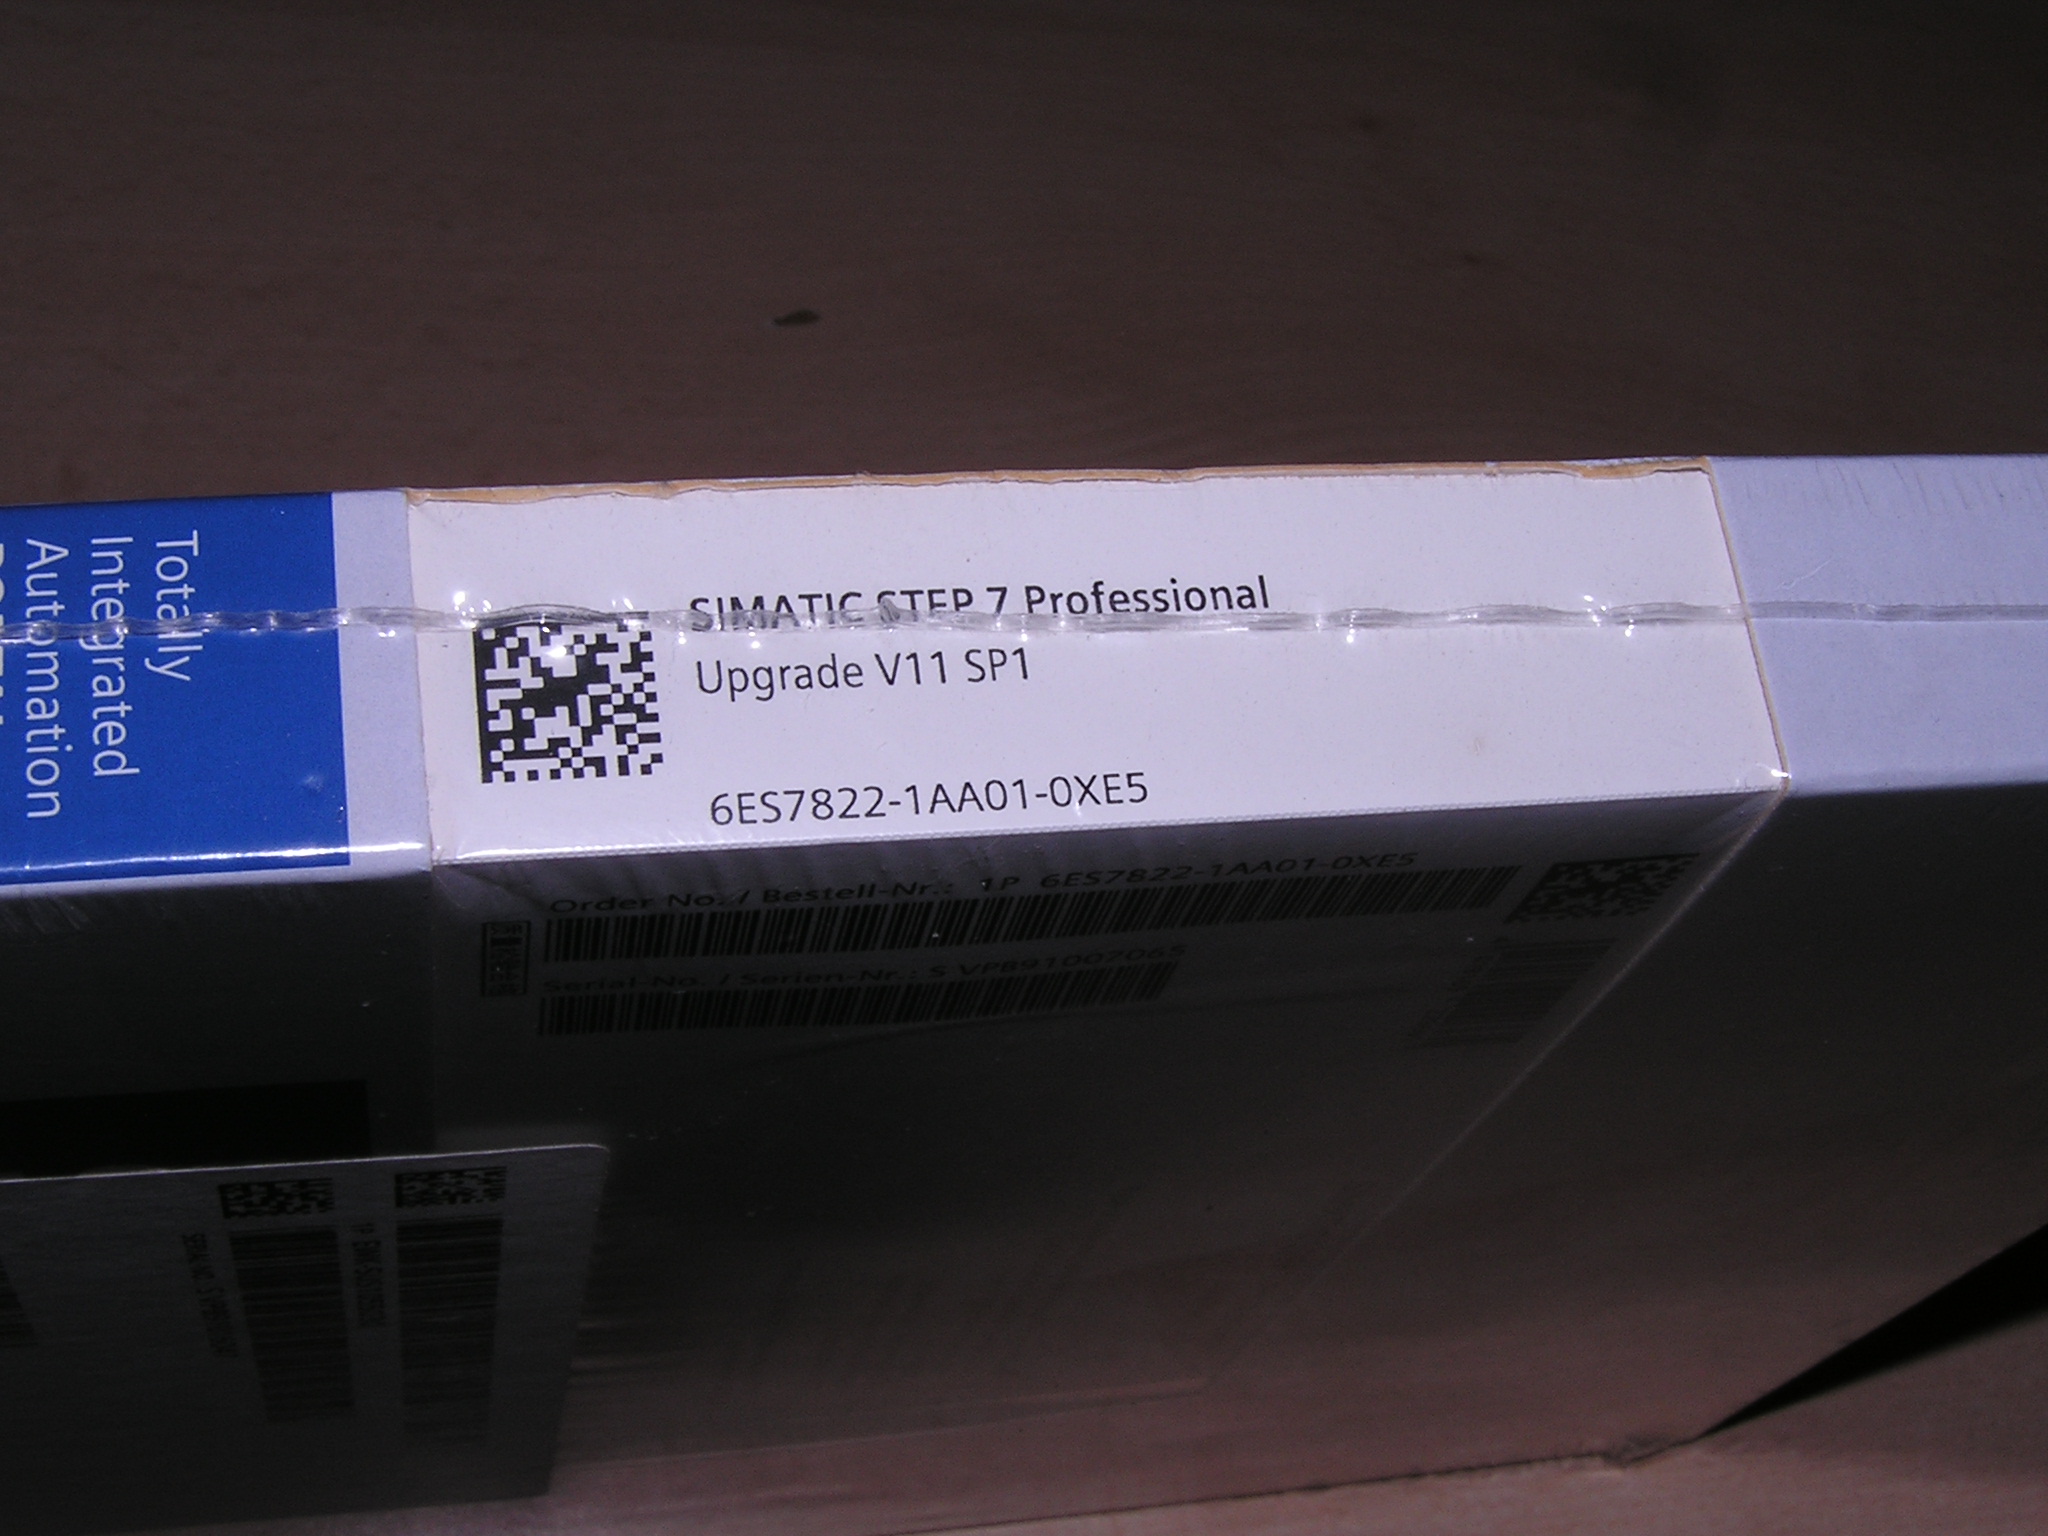 Totally
Integrated
Automation
SIMATIC STEP 7 Professional
Upgrade V11 SP1
6ES7822-1AA01-0XE5
Order No. / Bestell-Nr.: 1P 6ES7822-1AA01-0XE5
Serial-No. / Serien-Nr.: S VPB9100706S